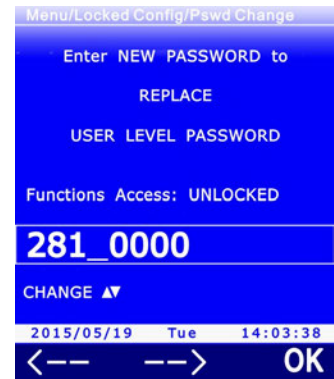 Menu/Locked Config/Pswd Change
Enter NEW PASSWORD to
REPLACE
USER LEVEL PASSWORD
Functions Access: UNLOCKED
281_0000
CHANGE ▲▼
2015/05/19 Tue 14:03:38
<-- --> OK